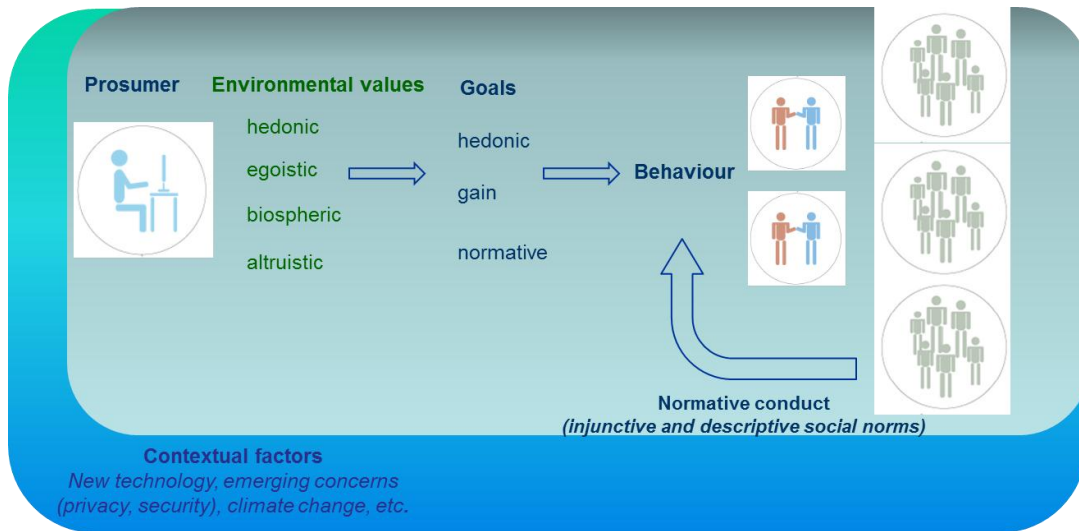 Prosumer
Environmental values
Goals
hedonic
egoistic
biospheric
altruistic
hedonic
gain
normative
Behaviour
Normative conduct
(injunctive and descriptive social norms)
Contextual factors
New technology, emerging concerns
(privacy, security), climate change, etc.